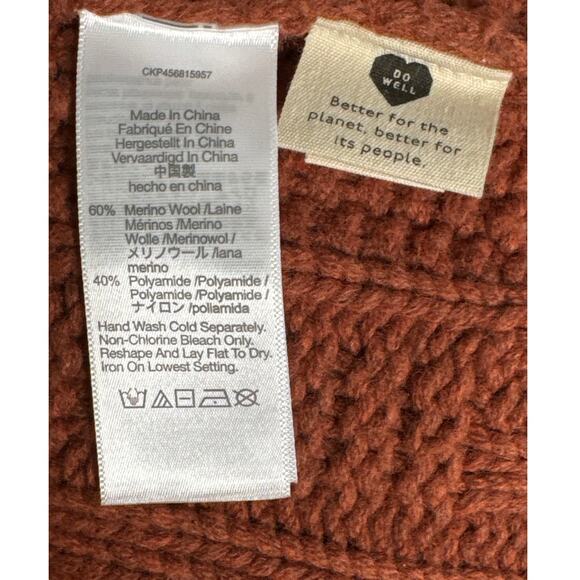 CKP456815957
Made In China
Fabriqué En Chine
Hergestellt In China
Vervaardigd In China
中国製
hecho en china
60% Merino Wool /Laine
Mérinos /Merino
Wolle /Merinowol /
メリノウール /lana
merino
40% Polyamide /Polyamide /
Polyamide /Polyamide /
ナイロン /poliamida
Hand Wash Cold Separately.
Non-Chlorine Bleach Only.
Reshape And Lay Flat To Dry.
Iron On Lowest Setting.
DO
WELL
Better for the
planet, better for
its people.